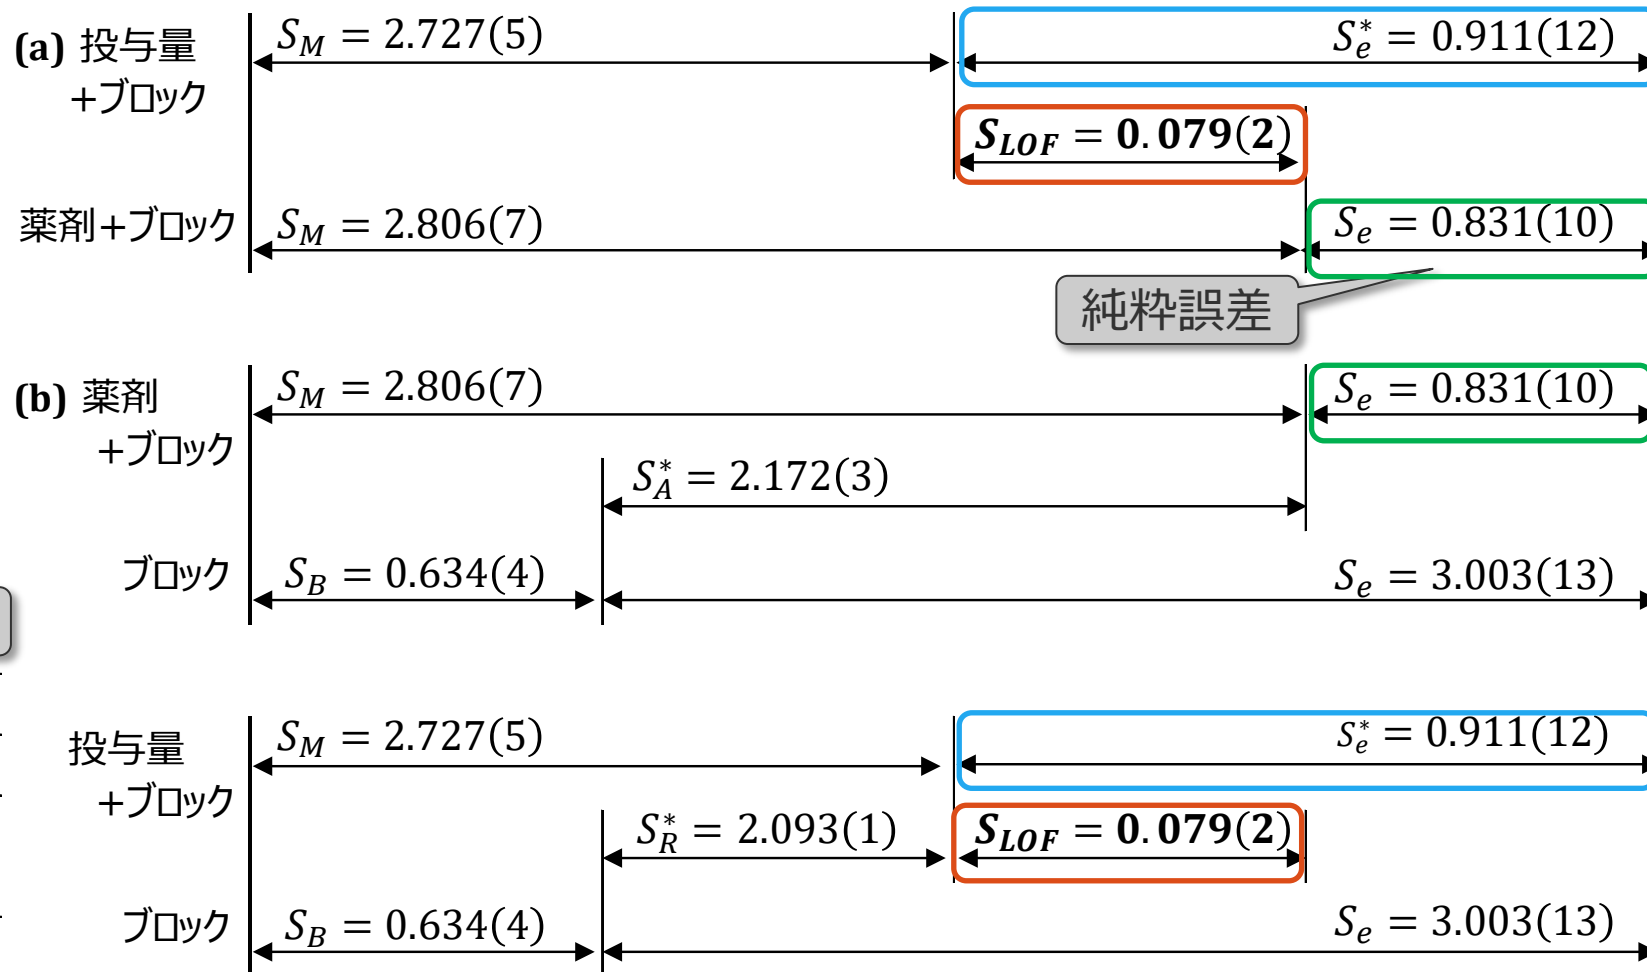 (a) 投与量
+ブロック
S_M = 2.727(5)
S_e^* = 0.911(12)
S_LOF = 0.079(2)
薬剤+ブロック
S_M = 2.806(7)
S_e = 0.831(10)
純粋誤差
(b) 薬剤
+ブロック
S_M = 2.806(7)
S_e = 0.831(10)
S_A^* = 2.172(3)
ブロック
S_B = 0.634(4)
S_e = 3.003(13)
投与量
+ブロック
S_M = 2.727(5)
S_e^* = 0.911(12)
S_R^* = 2.093(1)
S_LOF = 0.079(2)
ブロック
S_B = 0.634(4)
S_e = 3.003(13)